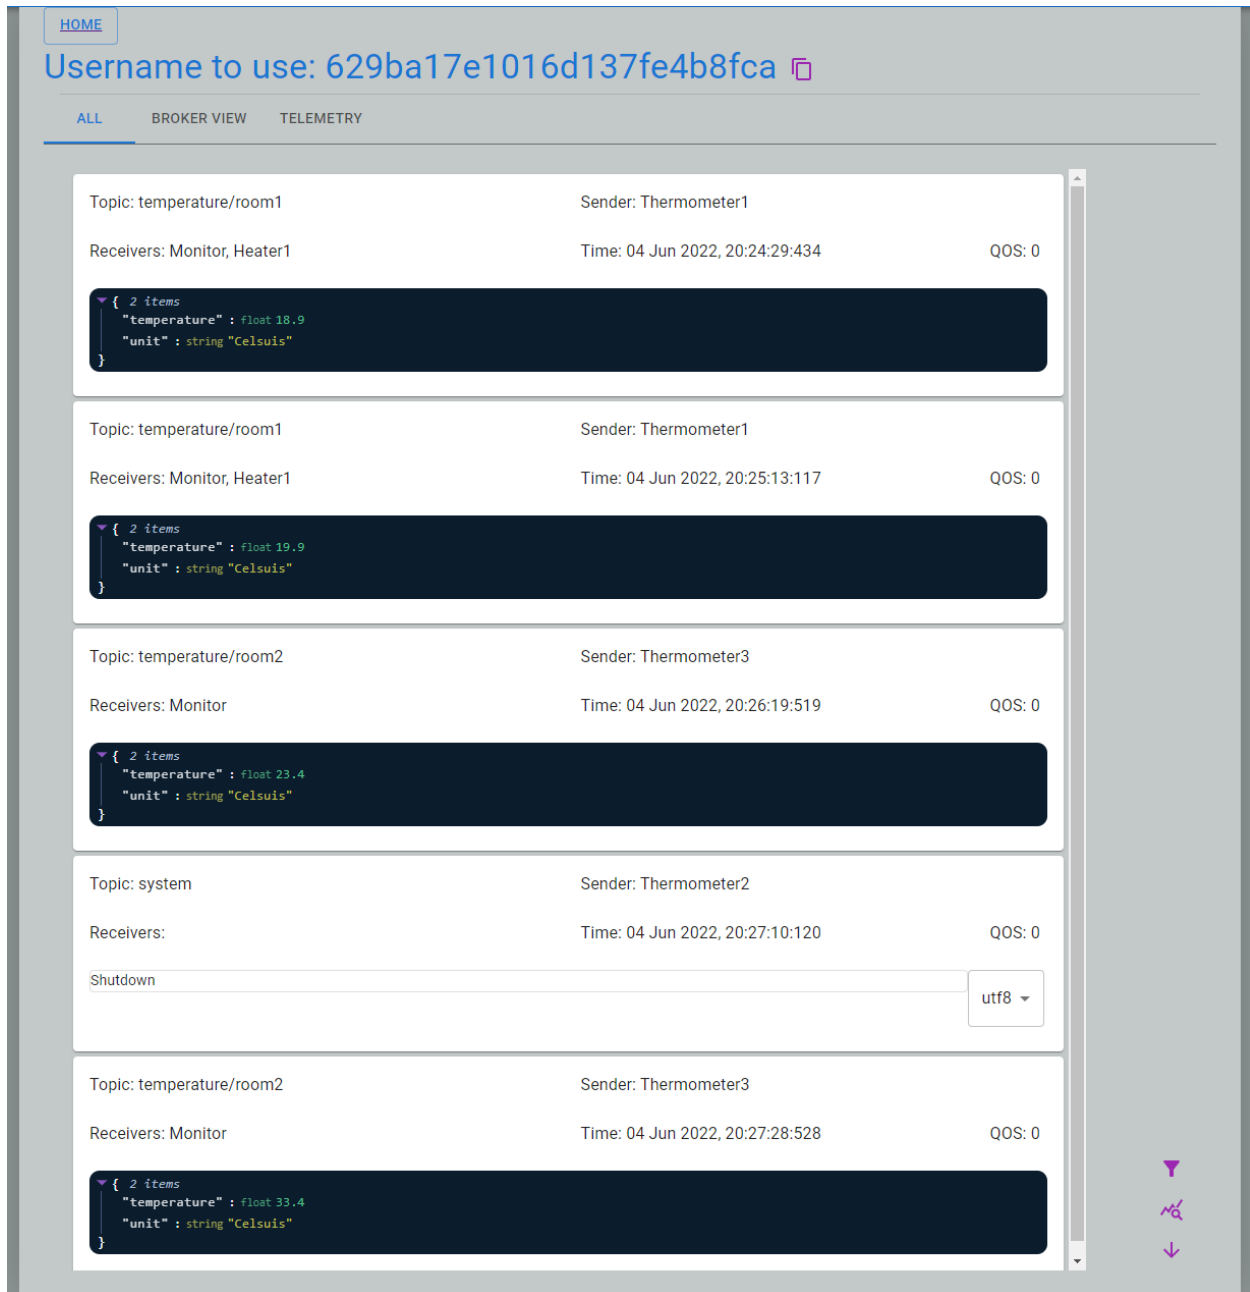 HOME
Username to use: 629ba17e1016d137fe4b8fca
ALL BROKER VIEW TELEMETRY
Topic: temperature/room1 Sender: Thermometer1
Receivers: Monitor, Heater1 Time: 04 Jun 2022, 20:24:29:434 QOS: 0
{ 2 items
"temperature" : float 18.9
"unit" : string "Celsuis"
}
Topic: temperature/room1 Sender: Thermometer1
Receivers: Monitor, Heater1 Time: 04 Jun 2022, 20:25:13:117 QOS: 0
{ 2 items
"temperature" : float 19.9
"unit" : string "Celsuis"
}
Topic: temperature/room2 Sender: Thermometer3
Receivers: Monitor Time: 04 Jun 2022, 20:26:19:519 QOS: 0
{ 2 items
"temperature" : float 23.4
"unit" : string "Celsuis"
}
Topic: system Sender: Thermometer2
Receivers: Time: 04 Jun 2022, 20:27:10:120 QOS: 0
Shutdown
utf8
Topic: temperature/room2 Sender: Thermometer3
Receivers: Monitor Time: 04 Jun 2022, 20:27:28:528 QOS: 0
{ 2 items
"temperature" : float 33.4
"unit" : string "Celsuis"
}